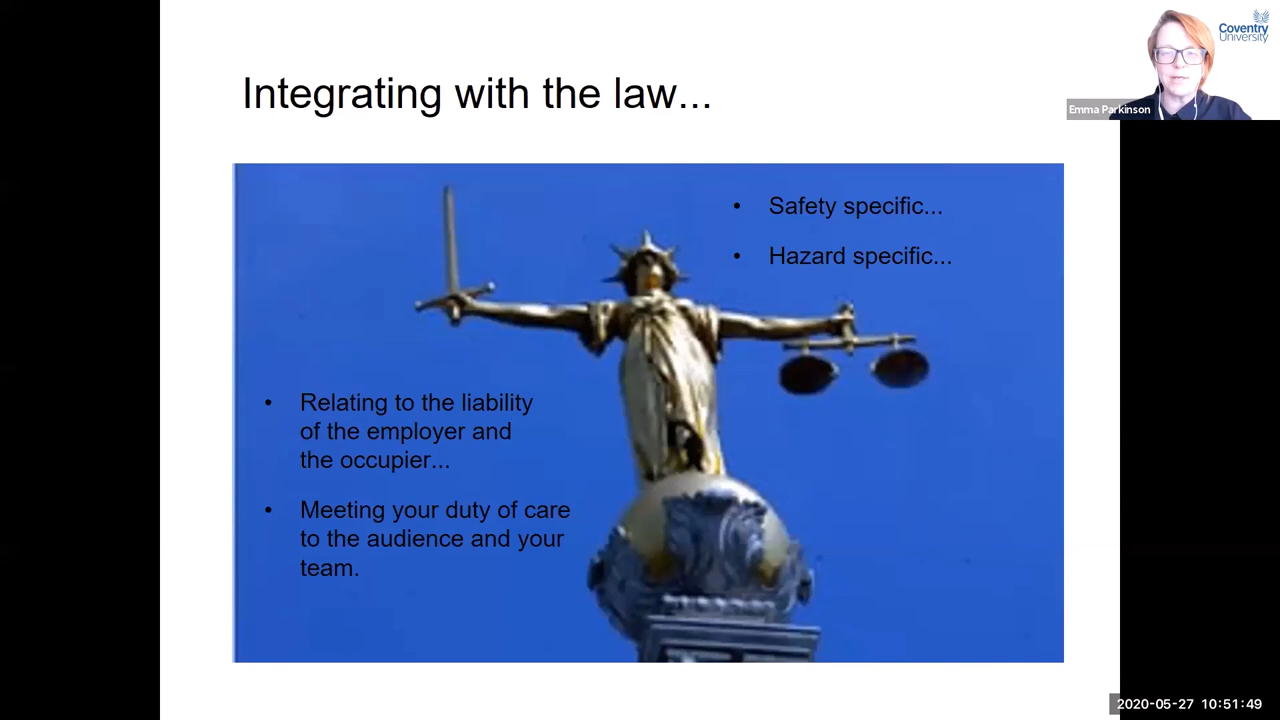 Coventry
University
Emma Parkinson
Integrating with the law...
• Safety specific...
• Hazard specific...
• Relating to the liability
of the employer and
the occupier...
• Meeting your duty of care
to the audience and your
team.
2020-05-27 10:51:49